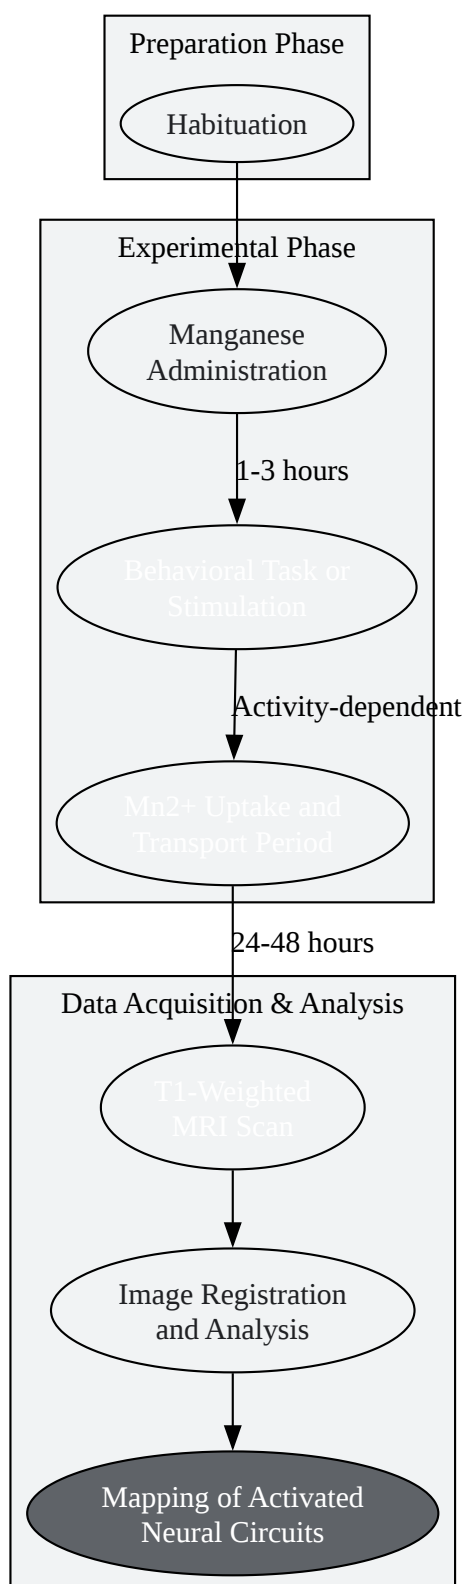 Preparation Phase
Habituation
Experimental Phase
Manganese
Administration
1-3 hours
Behavioral Task or
Stimulation
Activity-dependent
Mn2+ Uptake and
Transport Period
24-48 hours
Data Acquisition & Analysis
T1-Weighted
MRI Scan
Image Registration
and Analysis
Mapping of Activated
Neural Circuits